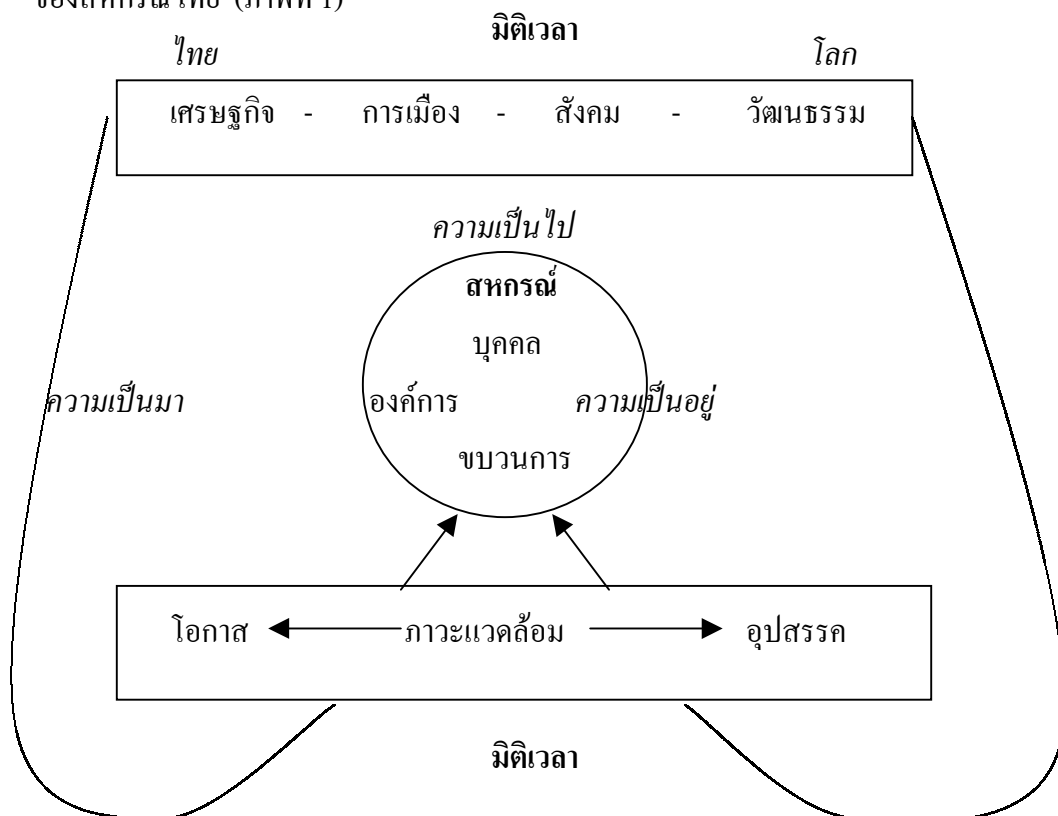 ของสหกรณ์ไทย (ภาพที่ 1)
มิติเวลา
ไทย โลก
เศรษฐกิจ - การเมือง - สังคม - วัฒนธรรม
ความเป็นไป
สหกรณ์
บุคคล
ความเป็นมา องค์การ ความเป็นอยู่
ขบวนการ
โอกาส ภาวะแวดล้อม อุปสรรค
มิติเวลา